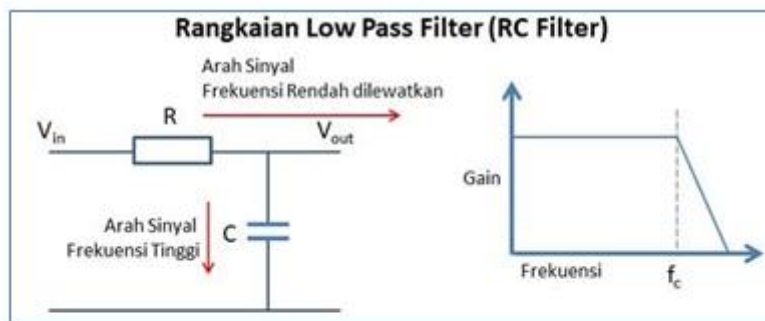 Rangkaian Low Pass Filter (RC Filter)
Arah Sinyal
Frekuensi Rendah dilewatkan
R
Vin
Vout
Arah Sinyal
Frekuensi Tinggi
C
Gain
Frekuensi
fc